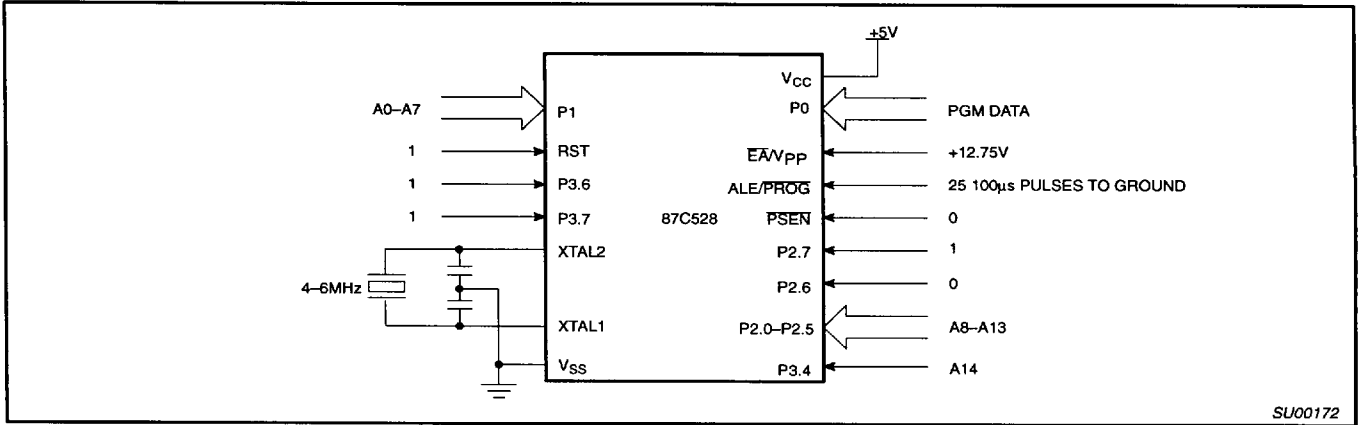 +5V
VCC
A0–A7
P1
P0
PGM DATA
1
RST
EA/VPP
+12.75V
1
P3.6
ALE/PROG
25 100µs PULSES TO GROUND
1
P3.7
87C528
PSEN
0
XTAL2
P2.7
1
4–6MHz
P2.6
0
XTAL1
P2.0–P2.5
A8–A13
VSS
P3.4
A14
SU00172